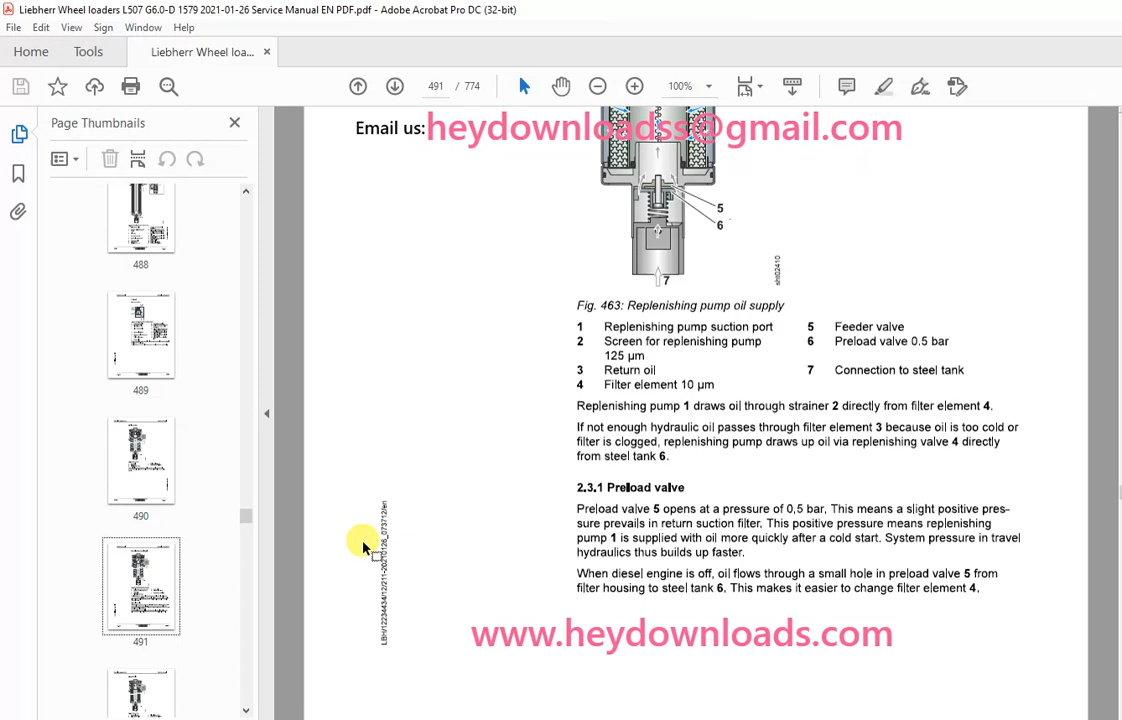 Liebherr Wheel loaders L507 G6.0-D 1579 2021-01-26 Service Manual EN PDF.pdf - Adobe Acrobat Pro DC (32-bit)
File Edit View Sign Window Help
Home Tools Liebherr Wheel loa... ×
491 / 774 100%
Page Thumbnails
488
489
490
491
Email us:heydownloadss@gmail.com
5
6
7
sht02410
Fig. 463: Replenishing pump oil supply
1 Replenishing pump suction port 5 Feeder valve
2 Screen for replenishing pump 6 Preload valve 0.5 bar
125 µm
3 Return oil 7 Connection to steel tank
4 Filter element 10 µm
Replenishing pump 1 draws oil through strainer 2 directly from filter element 4.
If not enough hydraulic oil passes through filter element 3 because oil is too cold or
filter is clogged, replenishing pump draws up oil via replenishing valve 4 directly
from steel tank 6.
2.3.1 Preload valve
Preload valve 5 opens at a pressure of 0,5 bar. This means a slight positive pres-
sure prevails in return suction filter. This positive pressure means replenishing
pump 1 is supplied with oil more quickly after a cold start. System pressure in travel
hydraulics thus builds up faster.
When diesel engine is off, oil flows through a small hole in preload valve 5 from
filter housing to steel tank 6. This makes it easier to change filter element 4.
LBH/12234434/12/211-20210126_073712/en
www.heydownloads.com